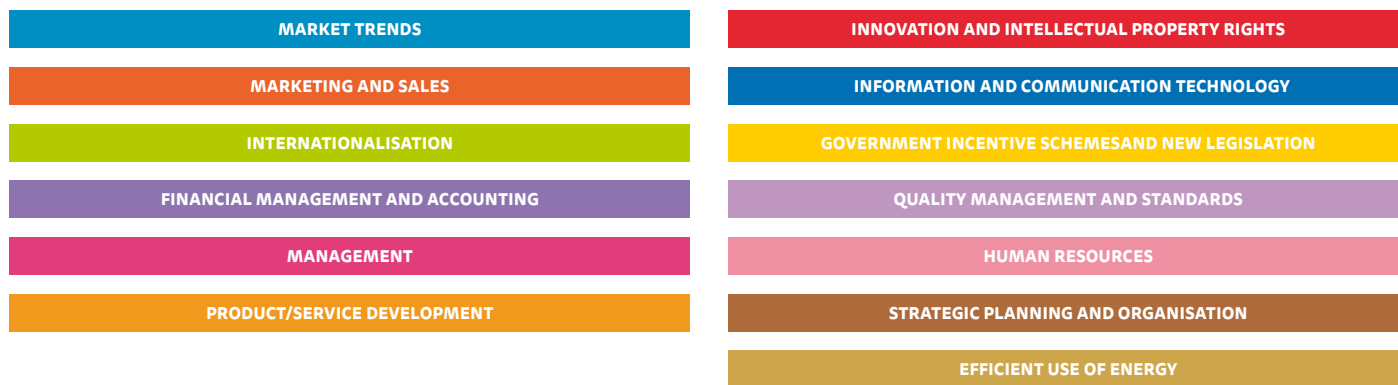 MARKET TRENDS
MARKETING AND SALES
INTERNATIONALISATION
FINANCIAL MANAGEMENT AND ACCOUNTING
MANAGEMENT
PRODUCT/SERVICE DEVELOPMENT
INNOVATION AND INTELLECTUAL PROPERTY RIGHTS
INFORMATION AND COMMUNICATION TECHNOLOGY
GOVERNMENT INCENTIVE SCHEMESAND NEW LEGISLATION
QUALITY MANAGEMENT AND STANDARDS
HUMAN RESOURCES
STRATEGIC PLANNING AND ORGANISATION
EFFICIENT USE OF ENERGY